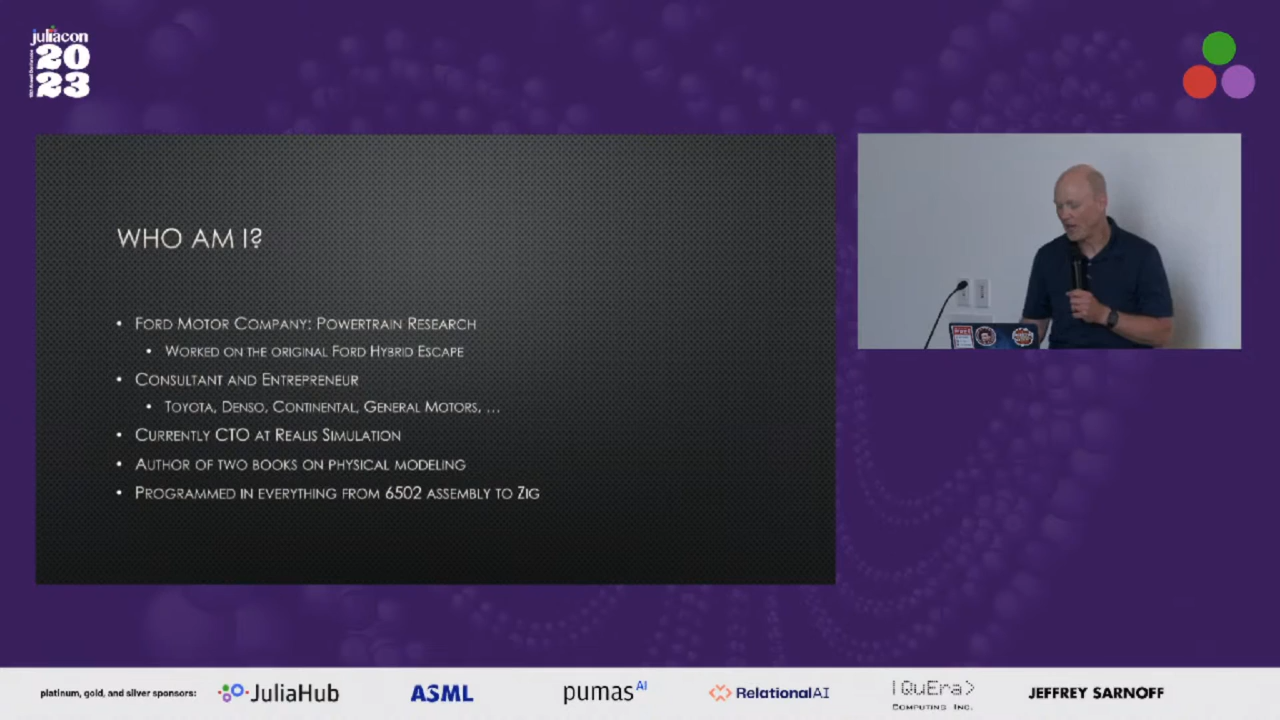 juliacon
20
23
WHO AM I?
• FORD MOTOR COMPANY: POWERTRAIN RESEARCH
• WORKED ON THE ORIGINAL FORD HYBRID ESCAPE
• CONSULTANT AND ENTREPRENEUR
• TOYOTA, DENSO, CONTINENTAL, GENERAL MOTORS, ...
• CURRENTLY CTO AT REALIS SIMULATION
• AUTHOR OF TWO BOOKS ON PHYSICAL MODELING
• PROGRAMMED IN EVERYTHING FROM 6502 ASSEMBLY TO ZIG
platinum, gold, and silver sponsors:
JuliaHub
ASML
pumas AI
RelationalAI
|QuEra>
COMPUTING INC.
JEFFREY SARNOFF